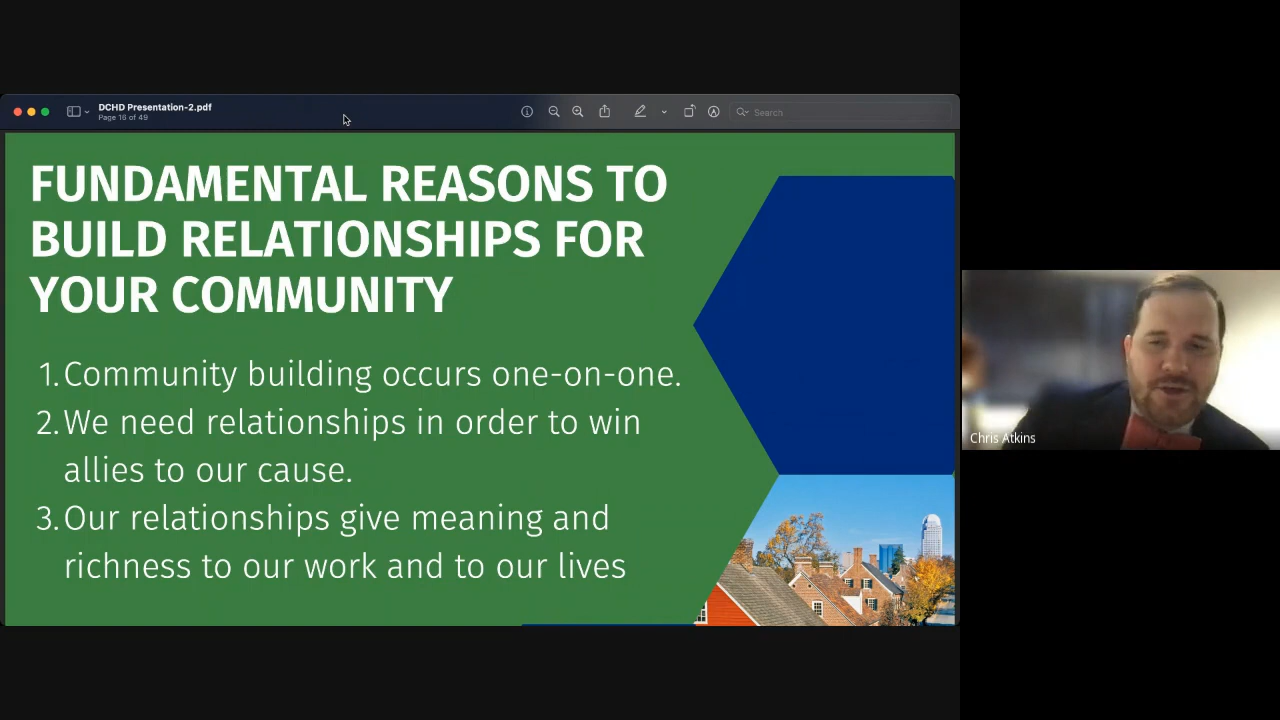 DCHD Presentation-2.pdf
Page 16 of 49
Search
FUNDAMENTAL REASONS TO
BUILD RELATIONSHIPS FOR
YOUR COMMUNITY
1. Community building occurs one-on-one.
2. We need relationships in order to win
allies to our cause.
3. Our relationships give meaning and
richness to our work and to our lives
Chris Atkins